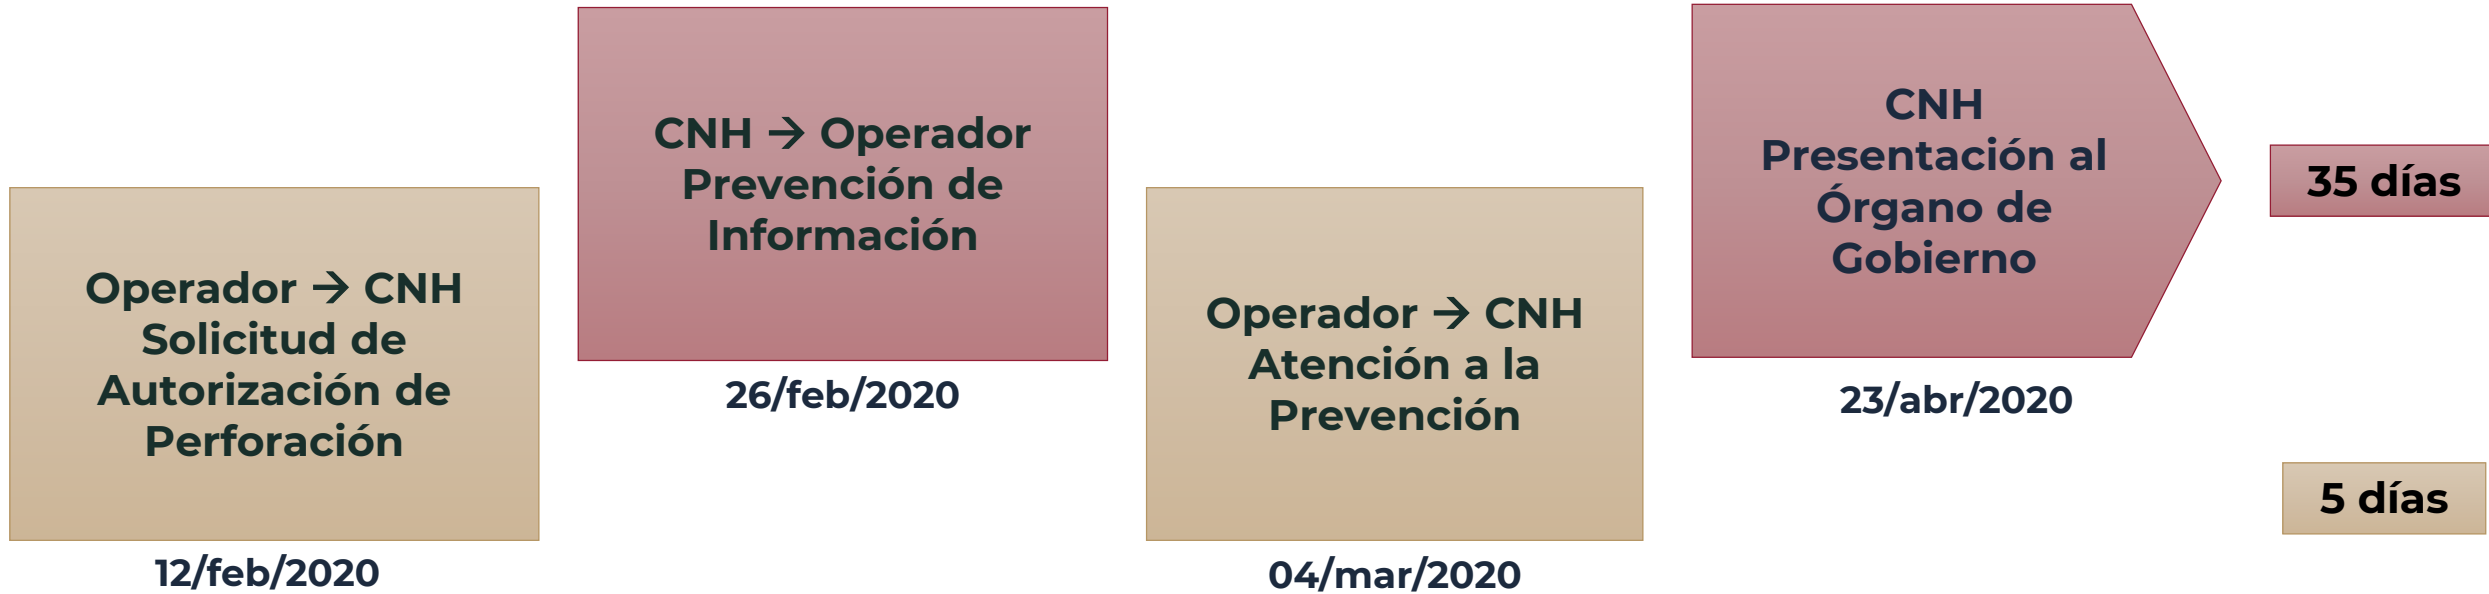 Operador → CNH
Solicitud de
Autorización de
Perforación
12/feb/2020
CNH → Operador
Prevención de
Información
26/feb/2020
Operador → CNH
Atención a la
Prevención
04/mar/2020
CNH
Presentación al
Órgano de
Gobierno
23/abr/2020
35 días
5 días